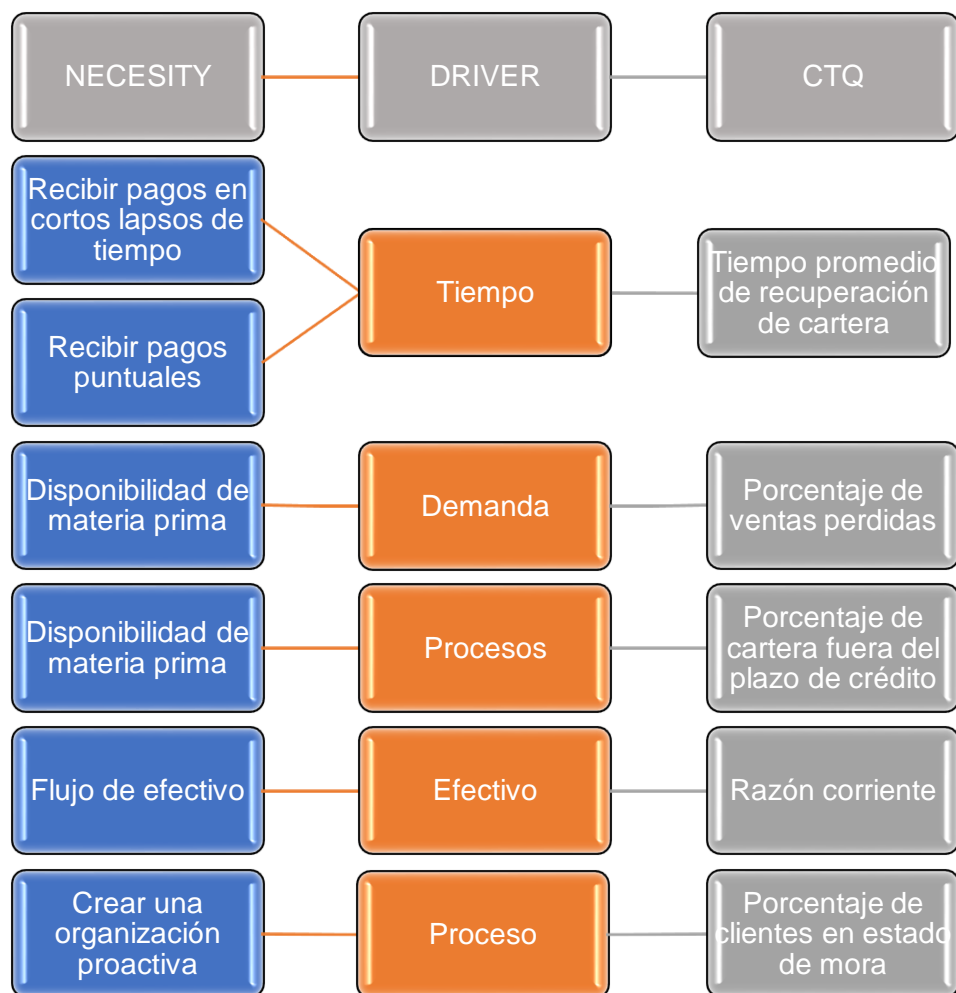 NECESITY
DRIVER
CTQ
Recibir pagos en
cortos lapsos de
tiempo
Recibir pagos
puntuales
Tiempo
Tiempo promedio
de recuperación
de cartera
Disponibilidad de
materia prima
Demanda
Porcentaje de
ventas perdidas
Disponibilidad de
materia prima
Procesos
Porcentaje de
cartera fuera del
plazo de crédito
Flujo de efectivo
Efectivo
Razón corriente
Crear una
organización
proactiva
Proceso
Porcentaje de
clientes en estado
de mora